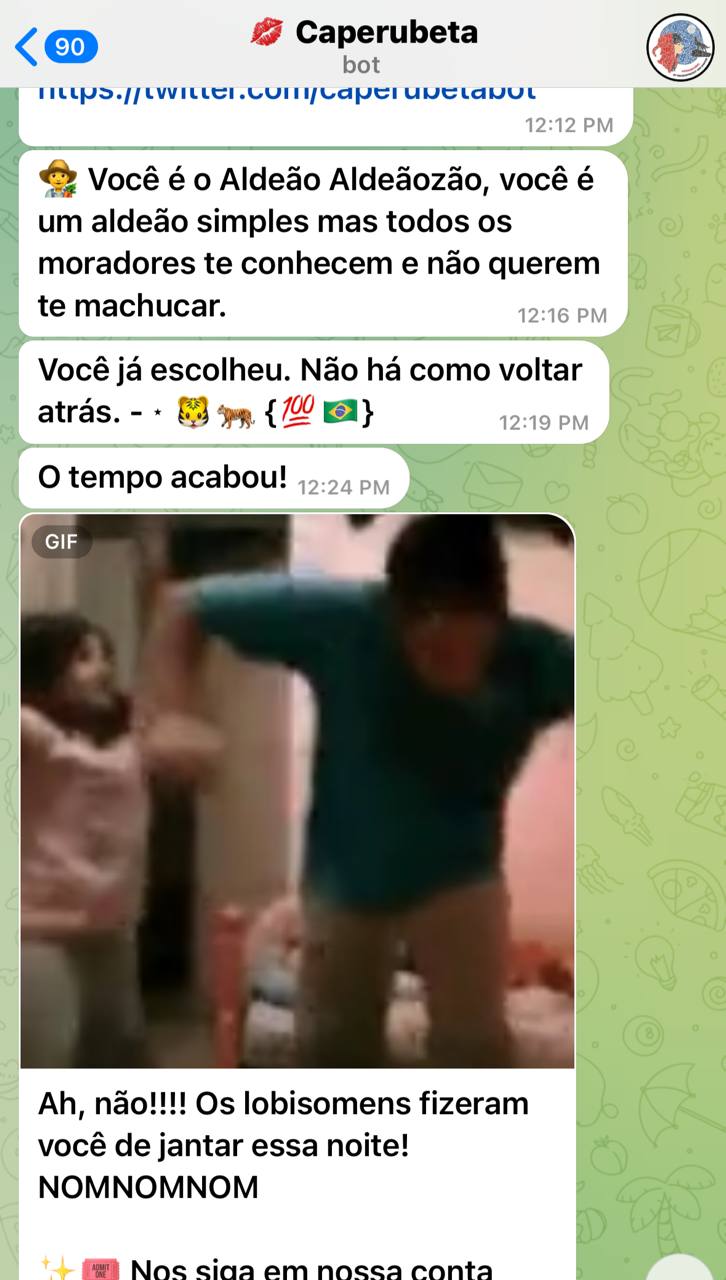 90
💋 Caperubeta
bot
https://twitter.com/caperubetabot
12:12 PM
🧑‍🌾 Você é o Aldeão Aldeãozão, você é
um aldeão simples mas todos os
moradores te conhecem e não querem
te machucar.
12:16 PM
Você já escolheu. Não há como voltar
atrás. - ⋆ 🐯🐅 {💯 🇧🇷}
12:19 PM
O tempo acabou!
12:24 PM
GIF
Ah, não!!!! Os lobisomens fizeram
você de jantar essa noite!
NOMNOMNOM
✨🎟 Nos siga em nossa conta